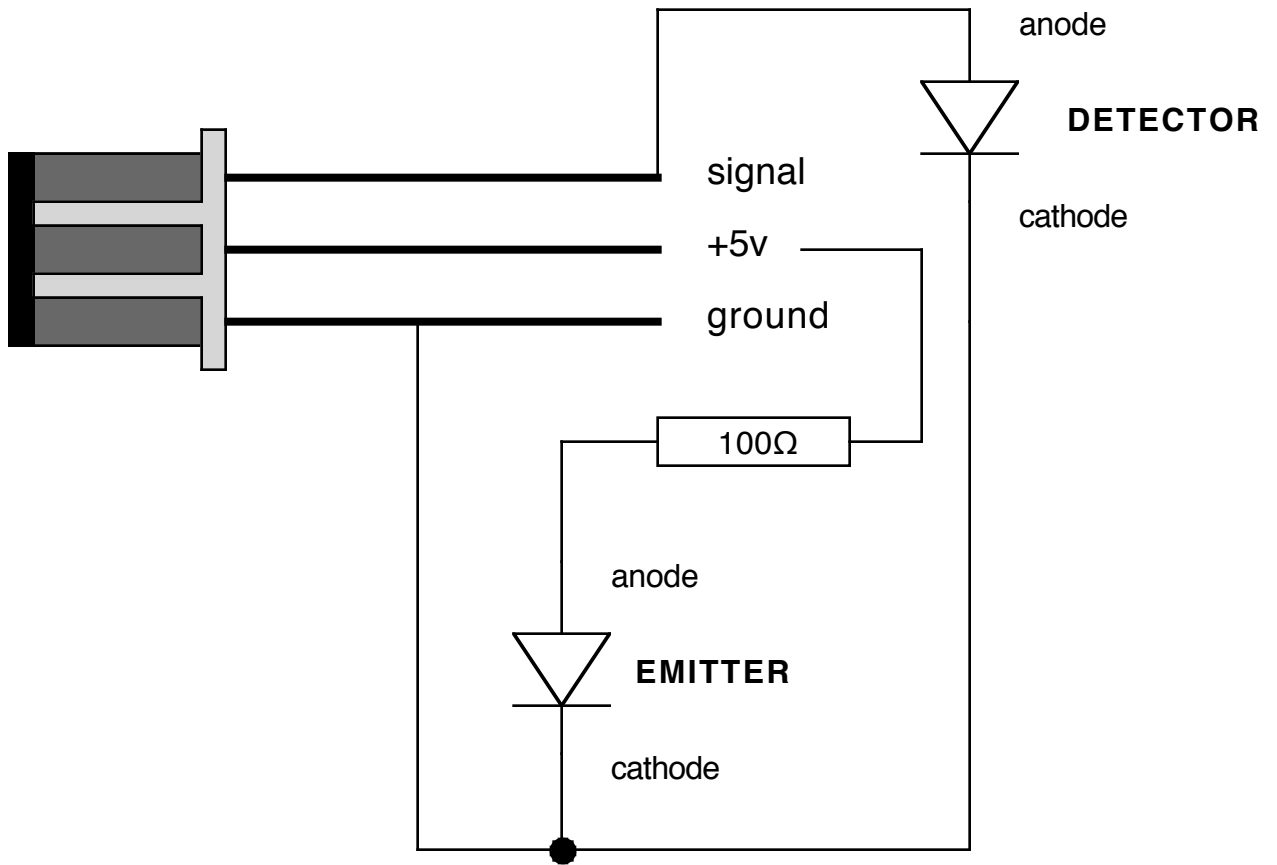 anode
DETECTOR
signal
cathode
+5v
ground
100Ω
anode
EMITTER
cathode